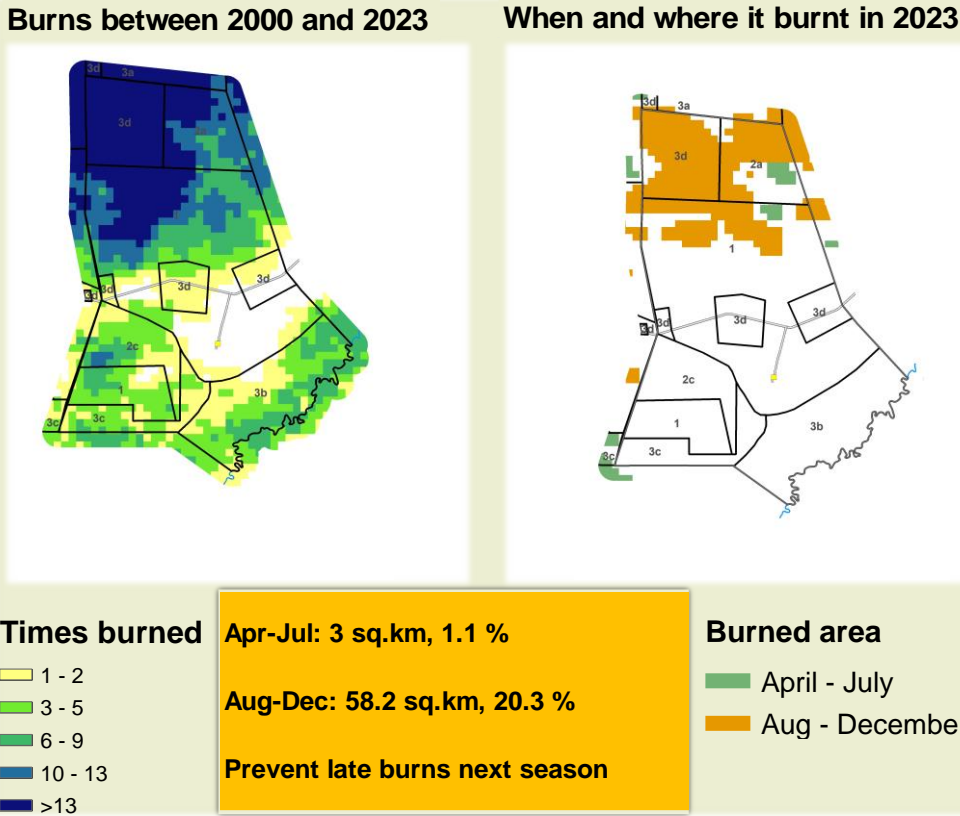 Burns between 2000 and 2023
When and where it burnt in 2023
3d
3a
3d
2a
1
3d
3d
3d
3d
2c
1
3b
3c
3c
3d
3a
3d
2a
1
3d
3d
3d
3d
2c
1
3b
3c
3c
Times burned
1 - 2
3 - 5
6 - 9
10 - 13
>13
Apr-Jul: 3 sq.km, 1.1 %
Aug-Dec: 58.2 sq.km, 20.3 %
Prevent late burns next season
Burned area
April - July
Aug - Decembe